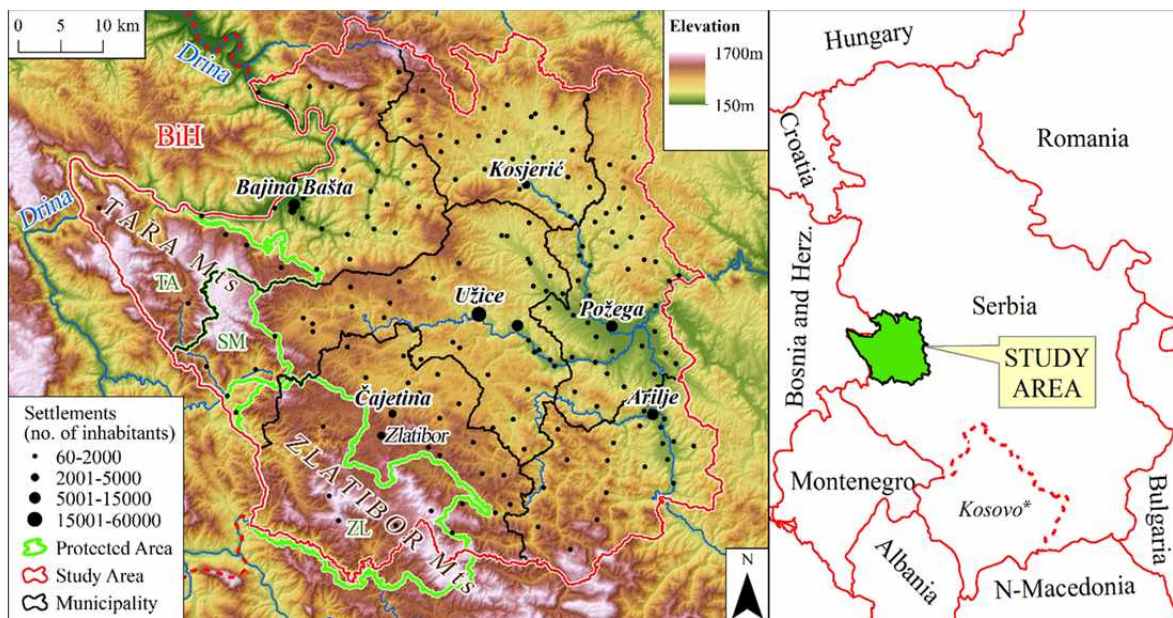 0 5 10 km
Drina
BiH
Elevation
1700m
150m
Kosjerić
Bajina Bašta
Drina
TARA Mts
TA
SM
Užice
Požega
Čajetina
Zlatibor
Arilje
ZLATIBOR Mts
ZL
Settlements
(no. of inhabitants)
60-2000
2001-5000
5001-15000
15001-60000
Protected Area
Study Area
Municipality
N
Hungary
Croatia
Romania
Bosnia and Herz.
Serbia
STUDY
AREA
Montenegro
Kosovo*
Bulgaria
Albania
N-Macedonia